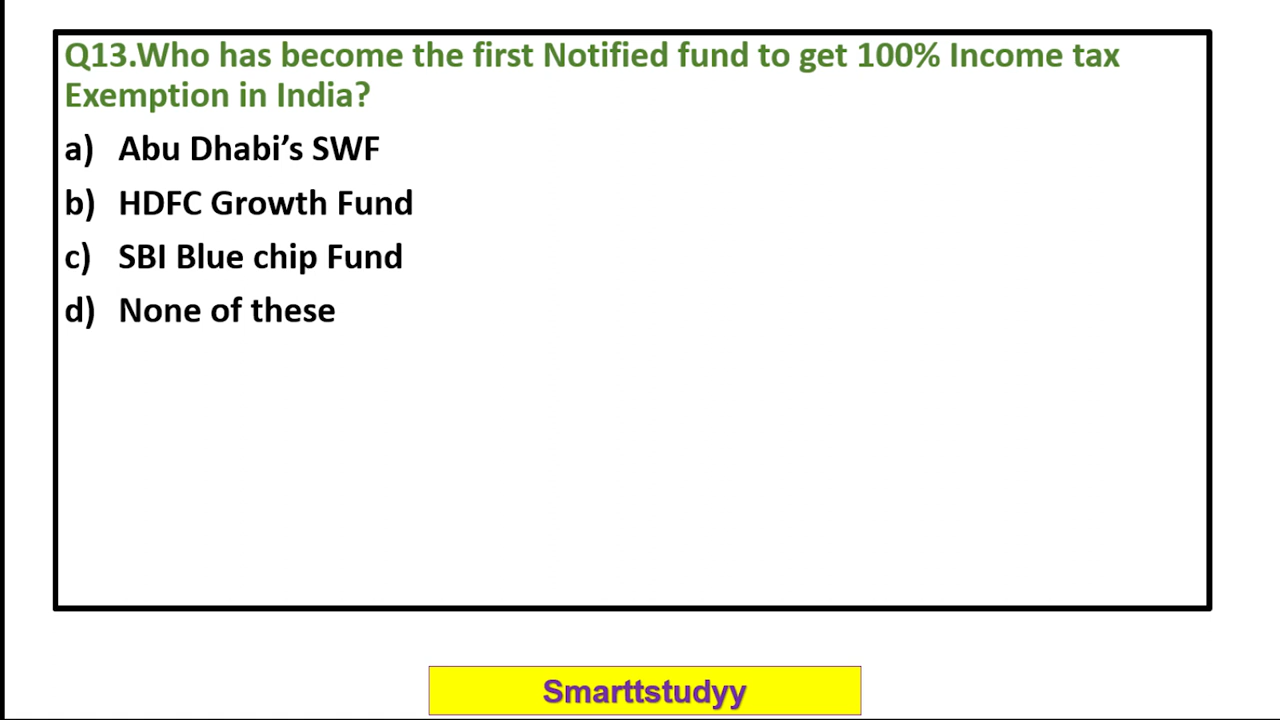 Q13.Who has become the first Notified fund to get 100% Income tax
Exemption in India?
a) Abu Dhabi’s SWF
b) HDFC Growth Fund
c) SBI Blue chip Fund
d) None of these
Smarttstudyy